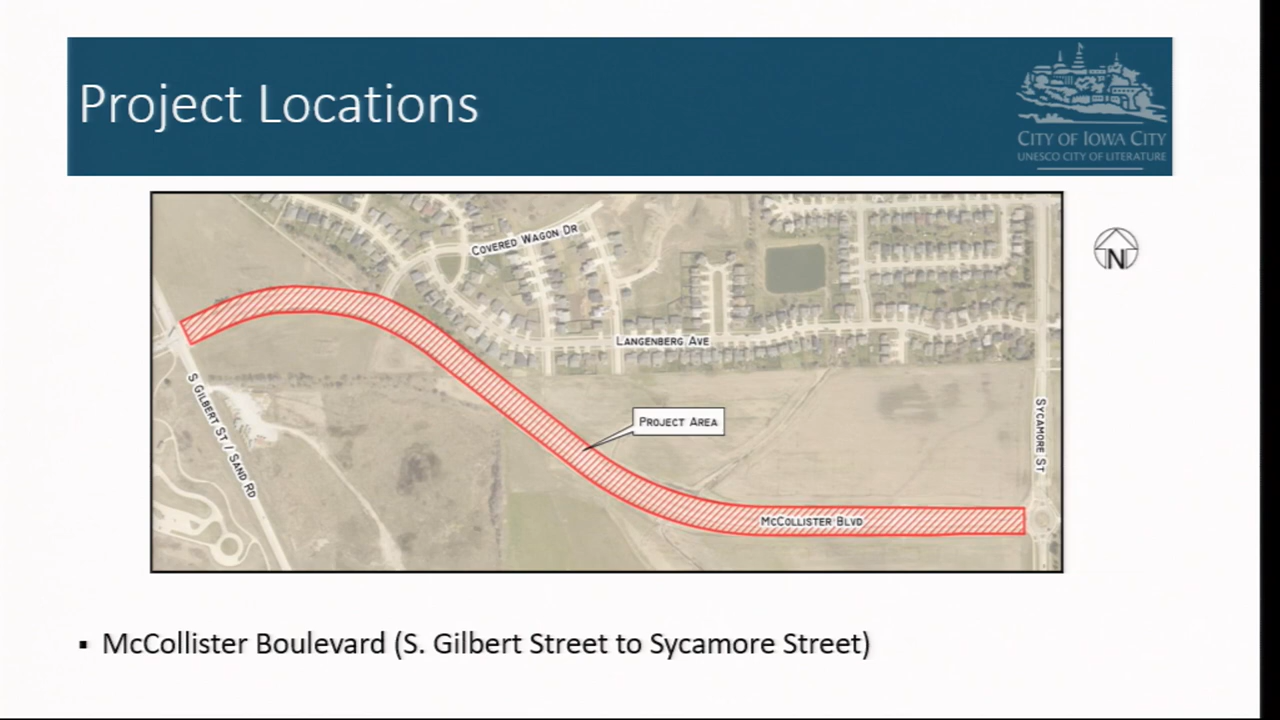 Project Locations
CITY OF IOWA CITY
UNESCO CITY OF LITERATURE
COVERED WAGON DR
N
LANGENBERG AVE
S GILBERT ST / SAND RD
PROJECT AREA
SYCAMORE ST
MCCOLLISTER BLVD
▪ McCollister Boulevard (S. Gilbert Street to Sycamore Street)